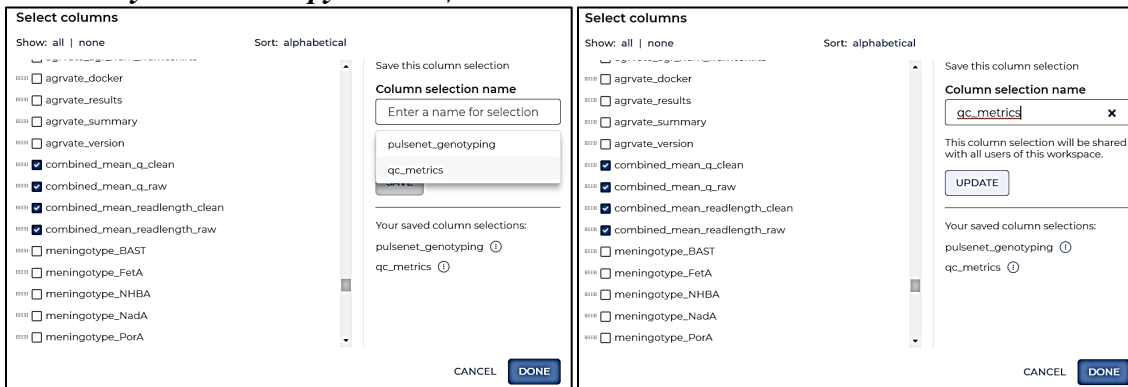 Select columns
Show: all | none
Sort: alphabetical
agrvate_docker
agrvate_results
agrvate_summary
agrvate_version
combined_mean_q_clean
combined_mean_q_raw
combined_mean_readlength_clean
combined_mean_readlength_raw
meningotype_BAST
meningotype_FetA
meningotype_NHBA
meningotype_NadA
meningotype_PorA
Save this column selection
Column selection name
Enter a name for selection
pulsenet_genotyping
qc_metrics
SAVE
Your saved column selections:
pulsenet_genotyping
qc_metrics
CANCEL DONE
Select columns
Show: all | none
Sort: alphabetical
agrvate_docker
agrvate_results
agrvate_summary
agrvate_version
combined_mean_q_clean
combined_mean_q_raw
combined_mean_readlength_clean
combined_mean_readlength_raw
meningotype_BAST
meningotype_FetA
meningotype_NHBA
meningotype_NadA
meningotype_PorA
Save this column selection
Column selection name
qc_metrics
This column selection will be shared
with all users of this workspace.
UPDATE
Your saved column selections:
pulsenet_genotyping
qc_metrics
CANCEL DONE